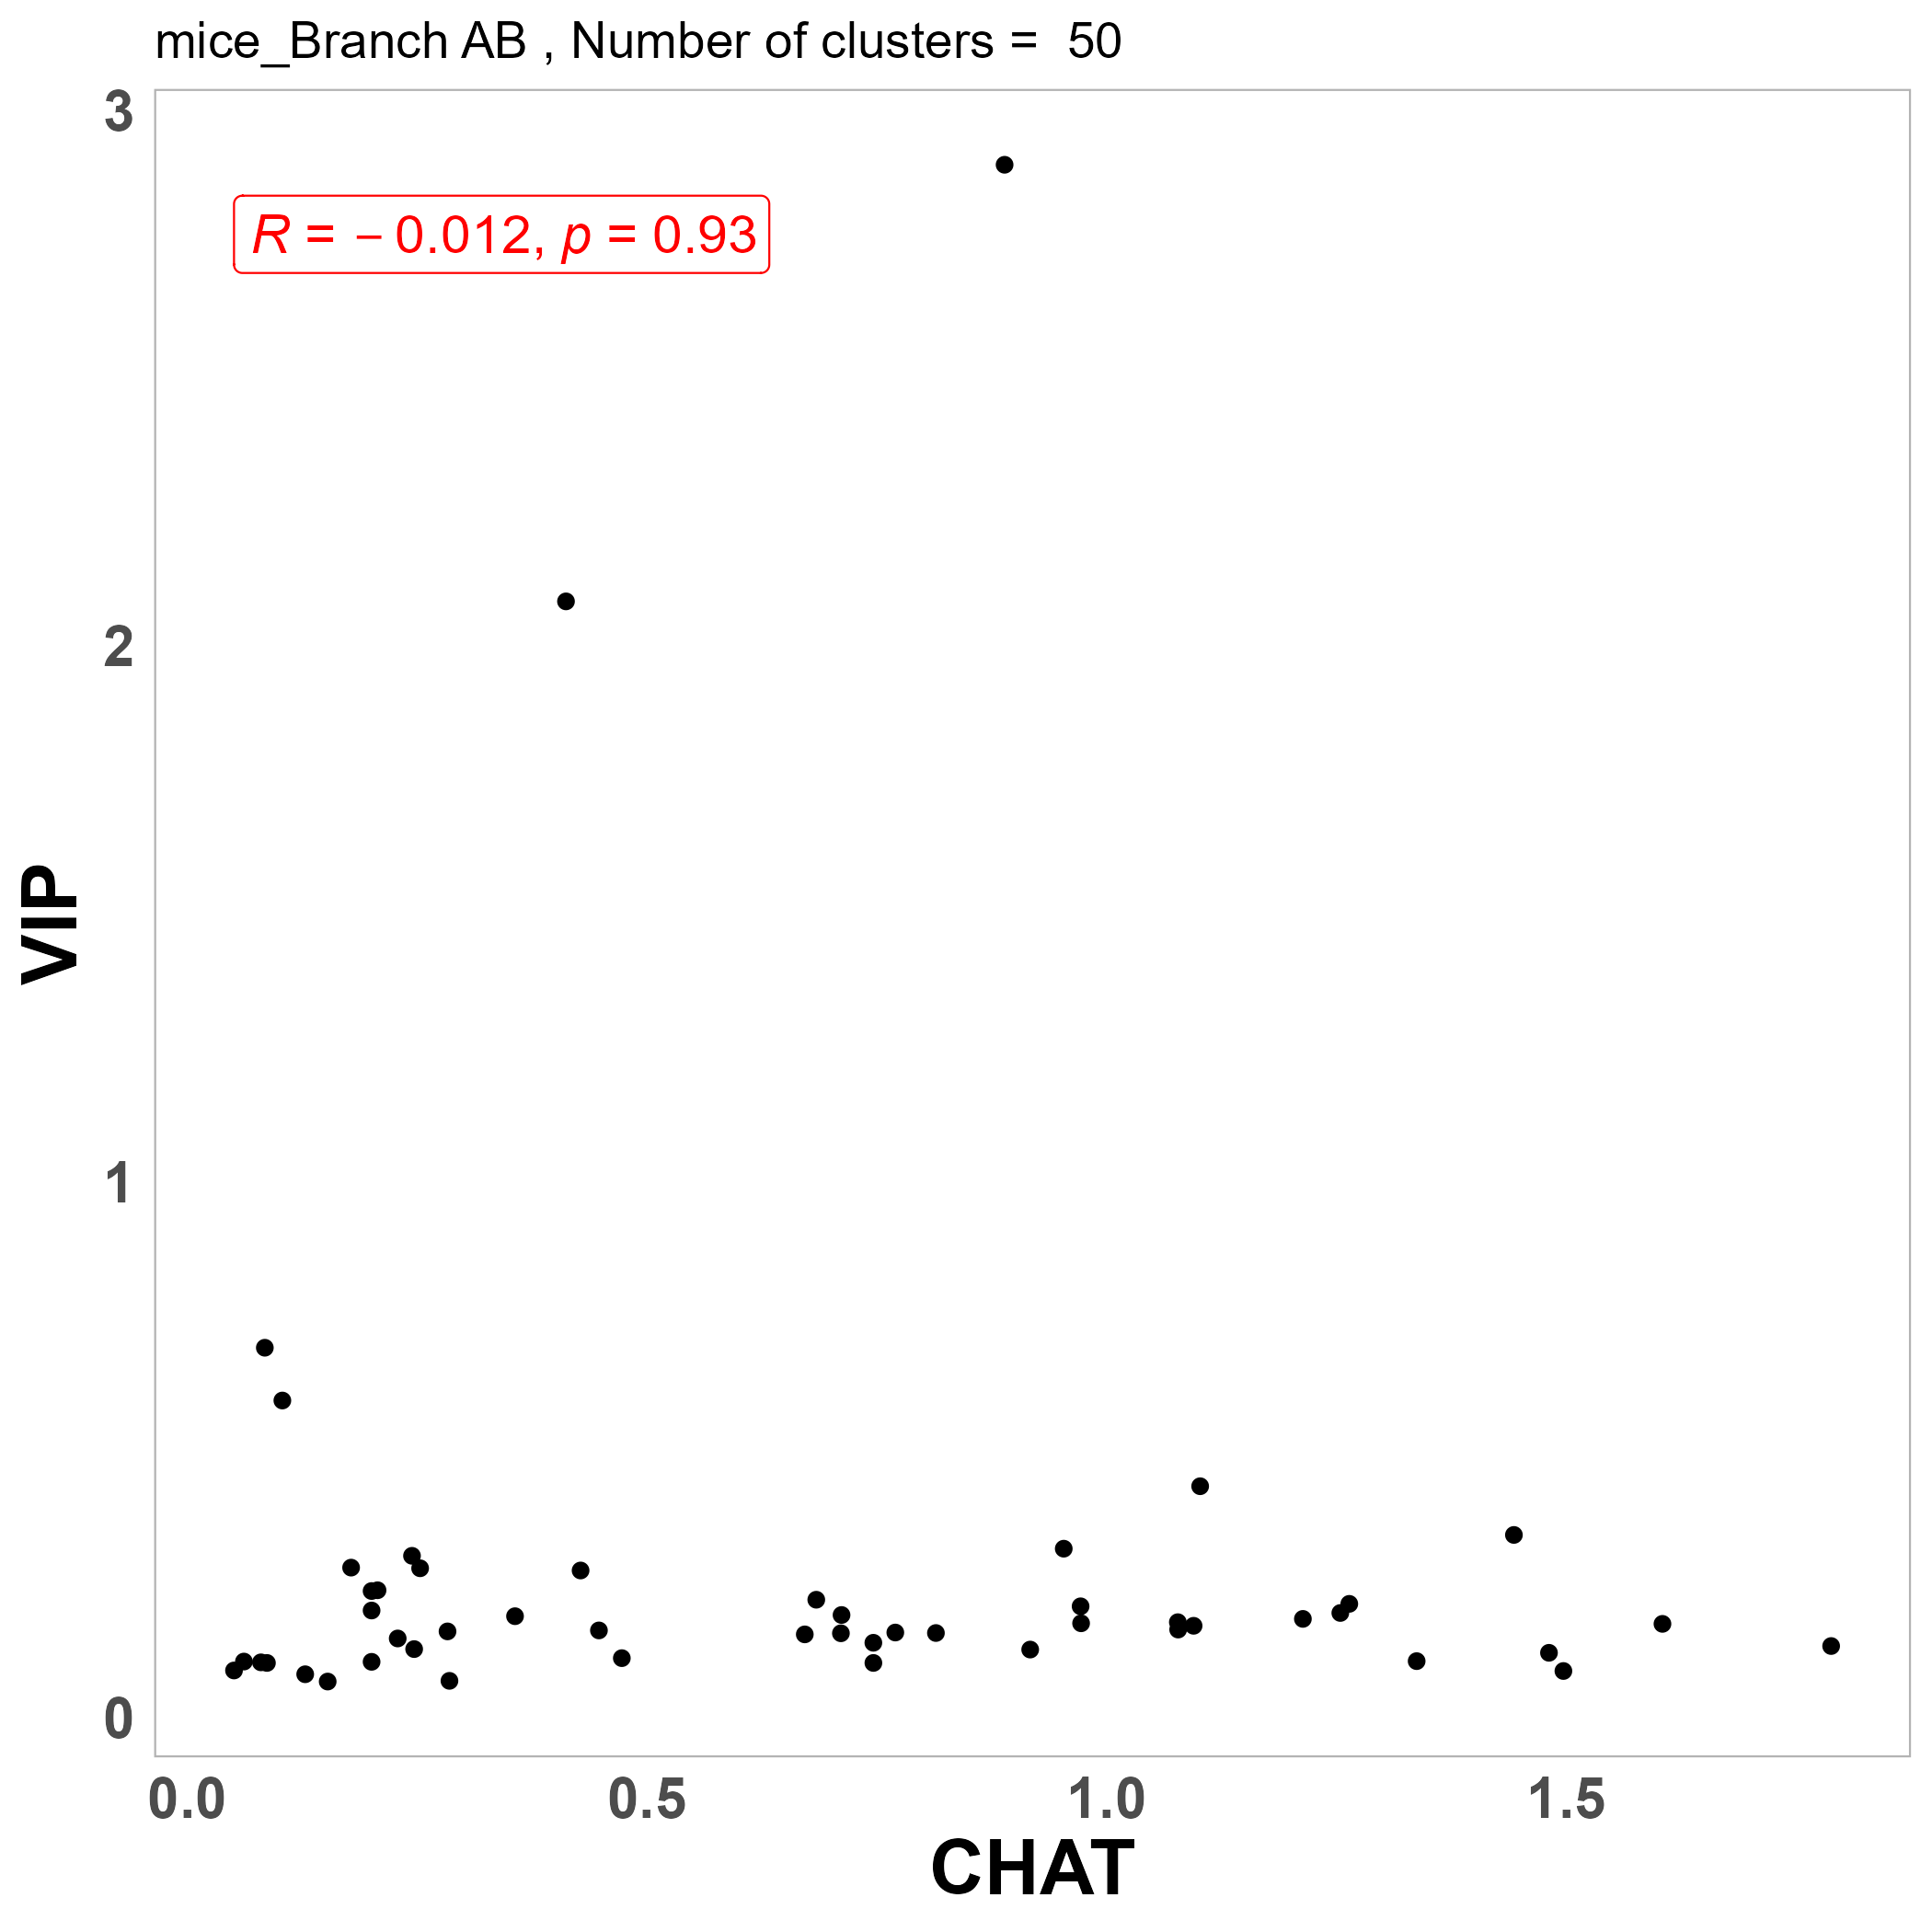 mice_Branch AB , Number of clusters =  50
3
R = − 0.012, p = 0.93
2
VIP
1
0
0.0 0.5 1.0 1.5
CHAT